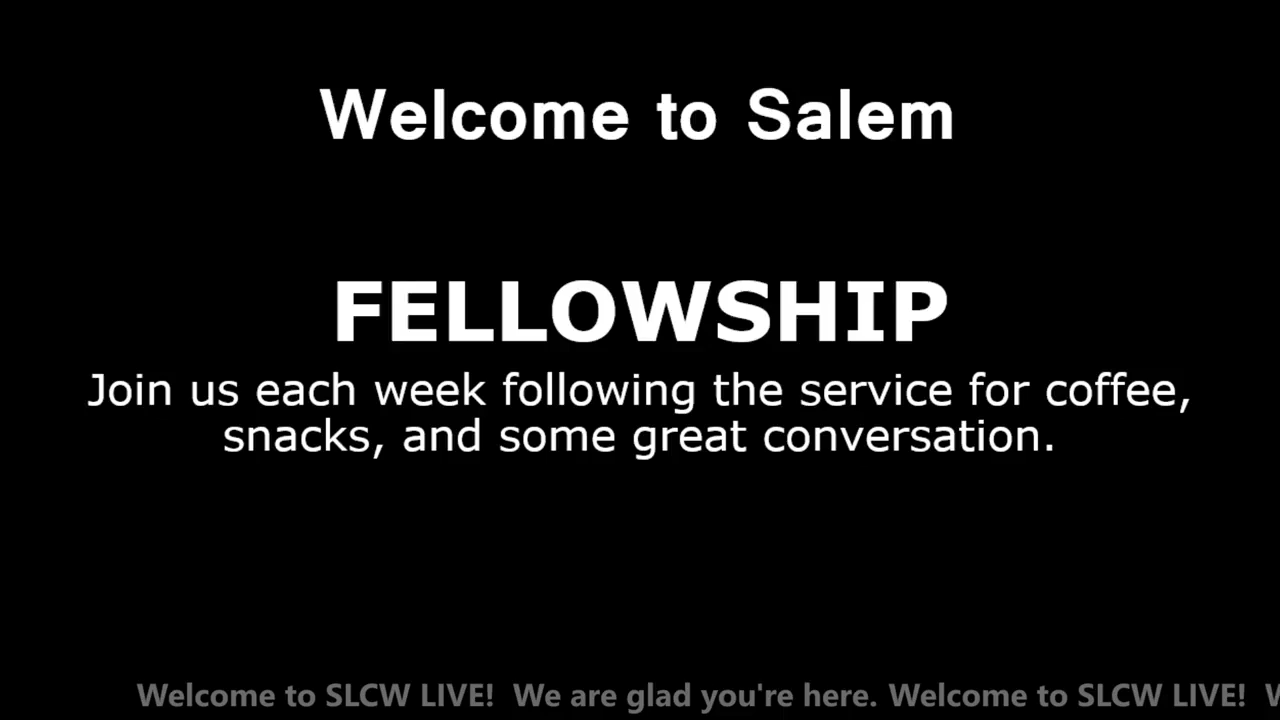 Welcome to Salem
FELLOWSHIP
Join us each week following the service for coffee,
snacks, and some great conversation.
Welcome to SLCW LIVE! We are glad you're here. Welcome to SLCW LIVE!